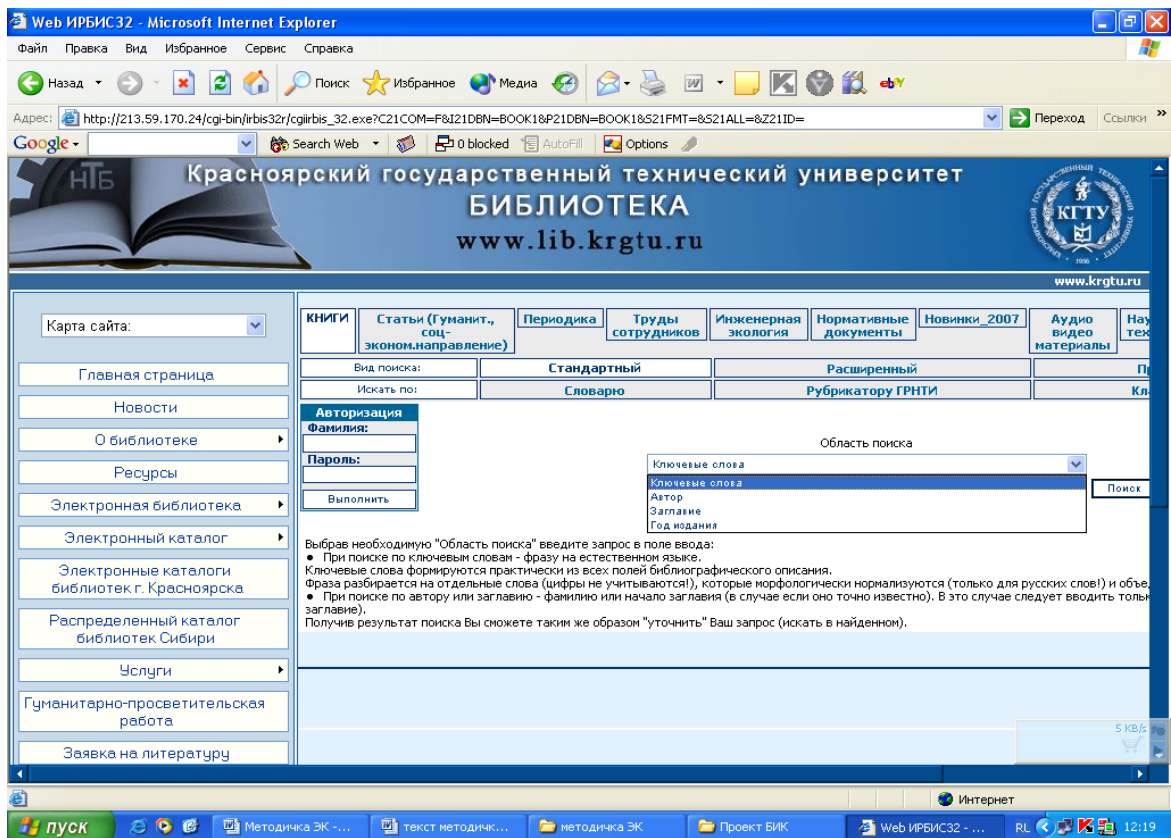 Web ИРБИС32 - Microsoft Internet Explorer
Файл Правка Вид Избранное Сервис Справка
Назад Поиск Избранное Медиа ebY
Адрес: http://213.59.170.24/cgi-bin/irbis32r/cgiirbis_32.exe?C21COM=F&I21DBN=BOOK1&P21DBN=BOOK1&S21FMT=&S21ALL=&Z21ID= Переход Ссылки »
Google Search Web 0 blocked AutoFill Options
НТБ
Красноярский государственный технический университет
БИБЛИОТЕКА
www.lib.krgtu.ru
КГТУ
1956
www.krgtu.ru
Карта сайта:
Главная страница
Новости
О библиотеке
Ресурсы
Электронная библиотека
Электронный каталог
Электронные каталоги
библиотек г. Красноярска
Распределенный каталог
библиотек Сибири
Услуги
Гуманитарно-просветительская
работа
Заявка на литературу
КНИГИ
Статьи (Гуманит.,
соц-
эконом.направление)
Периодика
Труды
сотрудников
Инженерная
экология
Нормативные
документы
Новинки_2007
Аудио
видео
материалы
Нау
тех
Вид поиска: Стандартный Расширенный П
Искать по: Словарю Рубрикатору ГРНТИ Кл
Авторизация
Фамилия:
Пароль:
Выполнить
Область поиска
Ключевые слова
Ключевые слова
Автор
Заглавие
Год издания
Поиск
Выбрав необходимую "Область поиска" введите запрос в поле ввода:
● При поиске по ключевым словам - фразу на естественном языке.
Ключевые слова формируются практически из всех полей библиографического описания.
Фраза разбирается на отдельные слова (цифры не учитываются!), которые морфологически нормализуются (только для русских слов!) и объе
● При поиске по автору или заглавию - фамилию или начало заглавия (в случае если оно точно известно). В это случае следует вводить тольк
заглавие).
Получив результат поиска Вы сможете таким же образом "уточнить" Ваш запрос (искать в найденном).
5 KB/s
Интернет
пуск Методичка ЭК -... текст методичк... методичка ЭК Проект БИК Web ИРБИС32 - ... RL 12:19